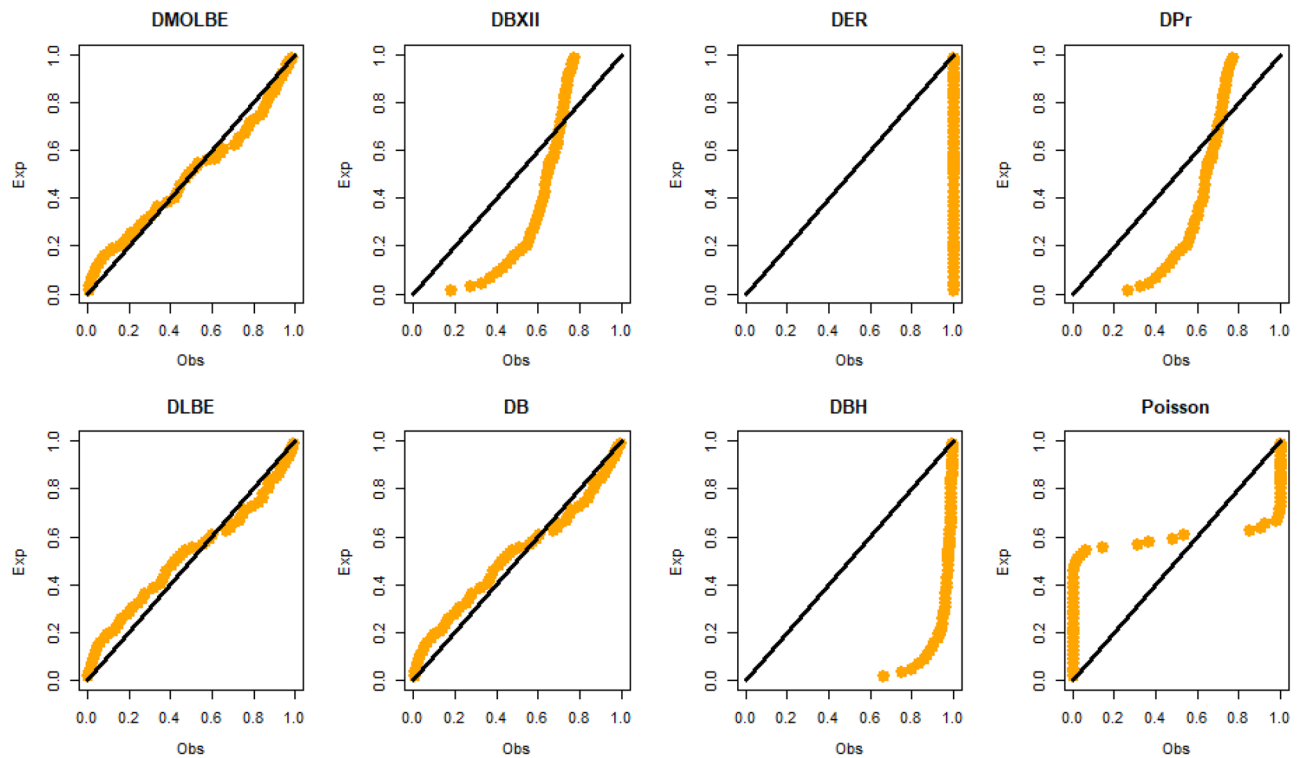 DMOLBE DBXII DER DPr
Exp 0.0 0.2 0.4 0.6 0.8 1.0 Exp 0.0 0.2 0.4 0.6 0.8 1.0 Exp 0.0 0.2 0.4 0.6 0.8 1.0 Exp 0.0 0.2 0.4 0.6 0.8 1.0
0.0 0.2 0.4 0.6 0.8 1.0 0.0 0.2 0.4 0.6 0.8 1.0 0.0 0.2 0.4 0.6 0.8 1.0 0.0 0.2 0.4 0.6 0.8 1.0
Obs Obs Obs Obs
DLBE DB DBH Poisson
Exp 0.0 0.2 0.4 0.6 0.8 1.0 Exp 0.0 0.2 0.4 0.6 0.8 1.0 Exp 0.0 0.2 0.4 0.6 0.8 1.0 Exp 0.0 0.2 0.4 0.6 0.8 1.0
0.0 0.2 0.4 0.6 0.8 1.0 0.0 0.2 0.4 0.6 0.8 1.0 0.0 0.2 0.4 0.6 0.8 1.0 0.0 0.2 0.4 0.6 0.8 1.0
Obs Obs Obs Obs